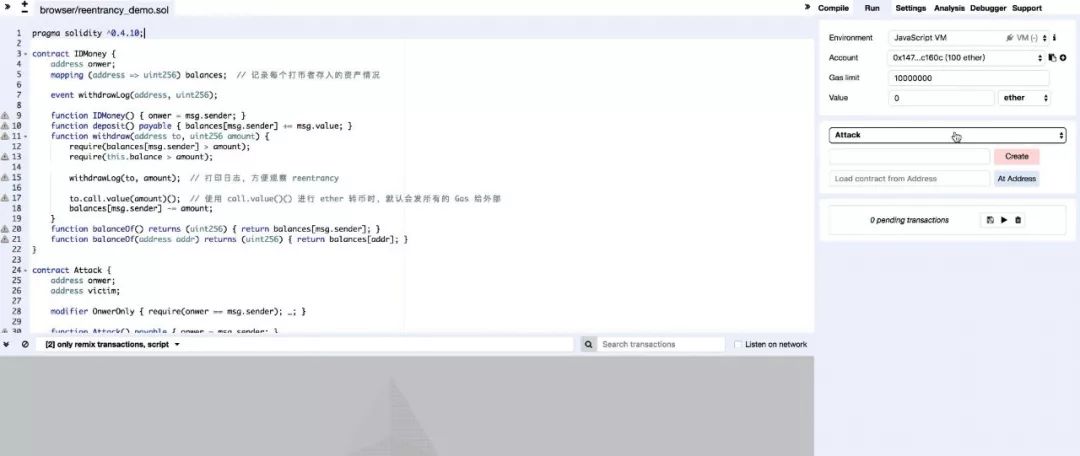 browser/reentrancy_demo.sol
1 pragma solidity ^0.4.10;
2
3 contract IDMoney {
4 address onwer;
5 mapping (address => uint256) balances; // 记录每个打币者存入的资产情况
6
7 event withdrawLog(address, uint256);
8
9 function IDMoney() { onwer = msg.sender; }
10 function deposit() payable { balances[msg.sender] += msg.value; }
11 function withdraw(address to, uint256 amount) {
12 require(balances[msg.sender] > amount);
13 require(this.balance > amount);
14
15 withdrawLog(to, amount); // 打印日志，方便观察 reentrancy
16
17 to.call.value(amount)(); // 使用 call.value()() 进行 ether 转币时，默认会发所有的 Gas 给外部
18 balances[msg.sender] -= amount;
19 }
20 function balanceOf() returns (uint256) { return balances[msg.sender]; }
21 function balanceOf(address addr) returns (uint256) { return balances[addr]; }
22 }
23
24 contract Attack {
25 address onwer;
26 address victim;
27
28 modifier OnwerOnly { require(onwer == msg.sender); _; }
29
30 function Attack() payable { onwer = msg.sender; }
[2] only remix transactions, script
Search transactions
Listen on network
Compile Run Settings Analysis Debugger Support
Environment JavaScript VM VM (-)
Account 0x147...c160c (100 ether)
Gas limit 10000000
Value 0 ether
Attack
Create
Load contract from Address At Address
0 pending transactions